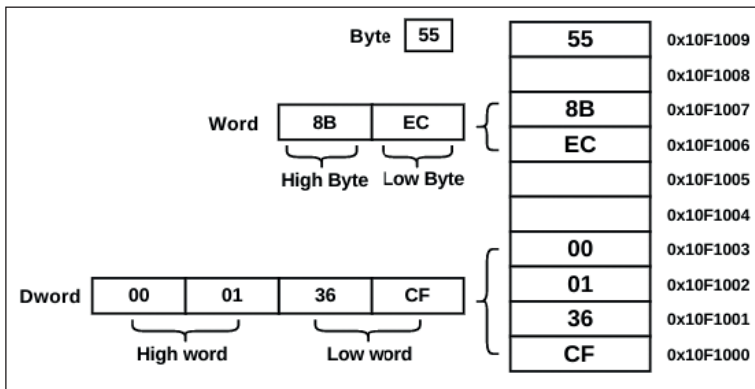 Byte 55 55 0x10F1009
0x10F1008
Word 8B EC 8B 0x10F1007
EC 0x10F1006
High Byte Low Byte 0x10F1005
0x10F1004
00 0x10F1003
Dword 00 01 36 CF 01 0x10F1002
36 0x10F1001
High word Low word CF 0x10F1000